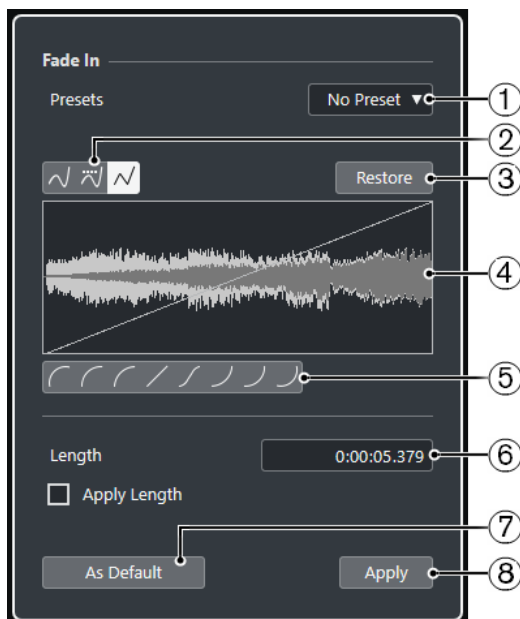 Fade In
Presets
No Preset ▼
①
②
Restore
③
④
⑤
Length
0:00:05.379
⑥
Apply Length
⑦
As Default
Apply
⑧